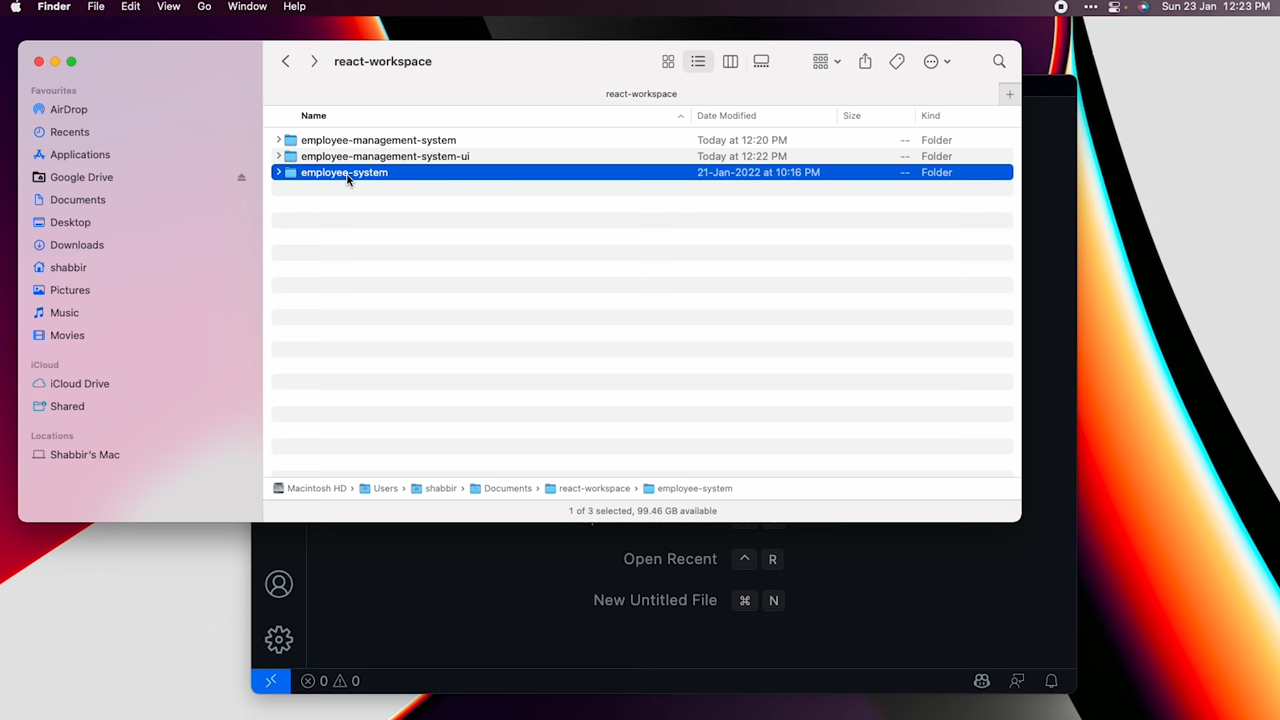 Finder File Edit View Go Window Help Sun 23 Jan 12:23 PM
react-workspace
Favourites
react-workspace
AirDrop
Name Date Modified Size Kind
Recents
employee-management-system Today at 12:20 PM -- Folder
Applications
employee-management-system-ui Today at 12:22 PM -- Folder
Google Drive
employee-system 21-Jan-2022 at 10:16 PM -- Folder
Documents
Desktop
Downloads
shabbir
Pictures
Music
Movies
iCloud
iCloud Drive
Shared
Locations
Shabbir's Mac
Macintosh HD › Users › shabbir › Documents › react-workspace › employee-system
1 of 3 selected, 99.46 GB available
Open Recent ^ R
New Untitled File ⌘ N
0 0